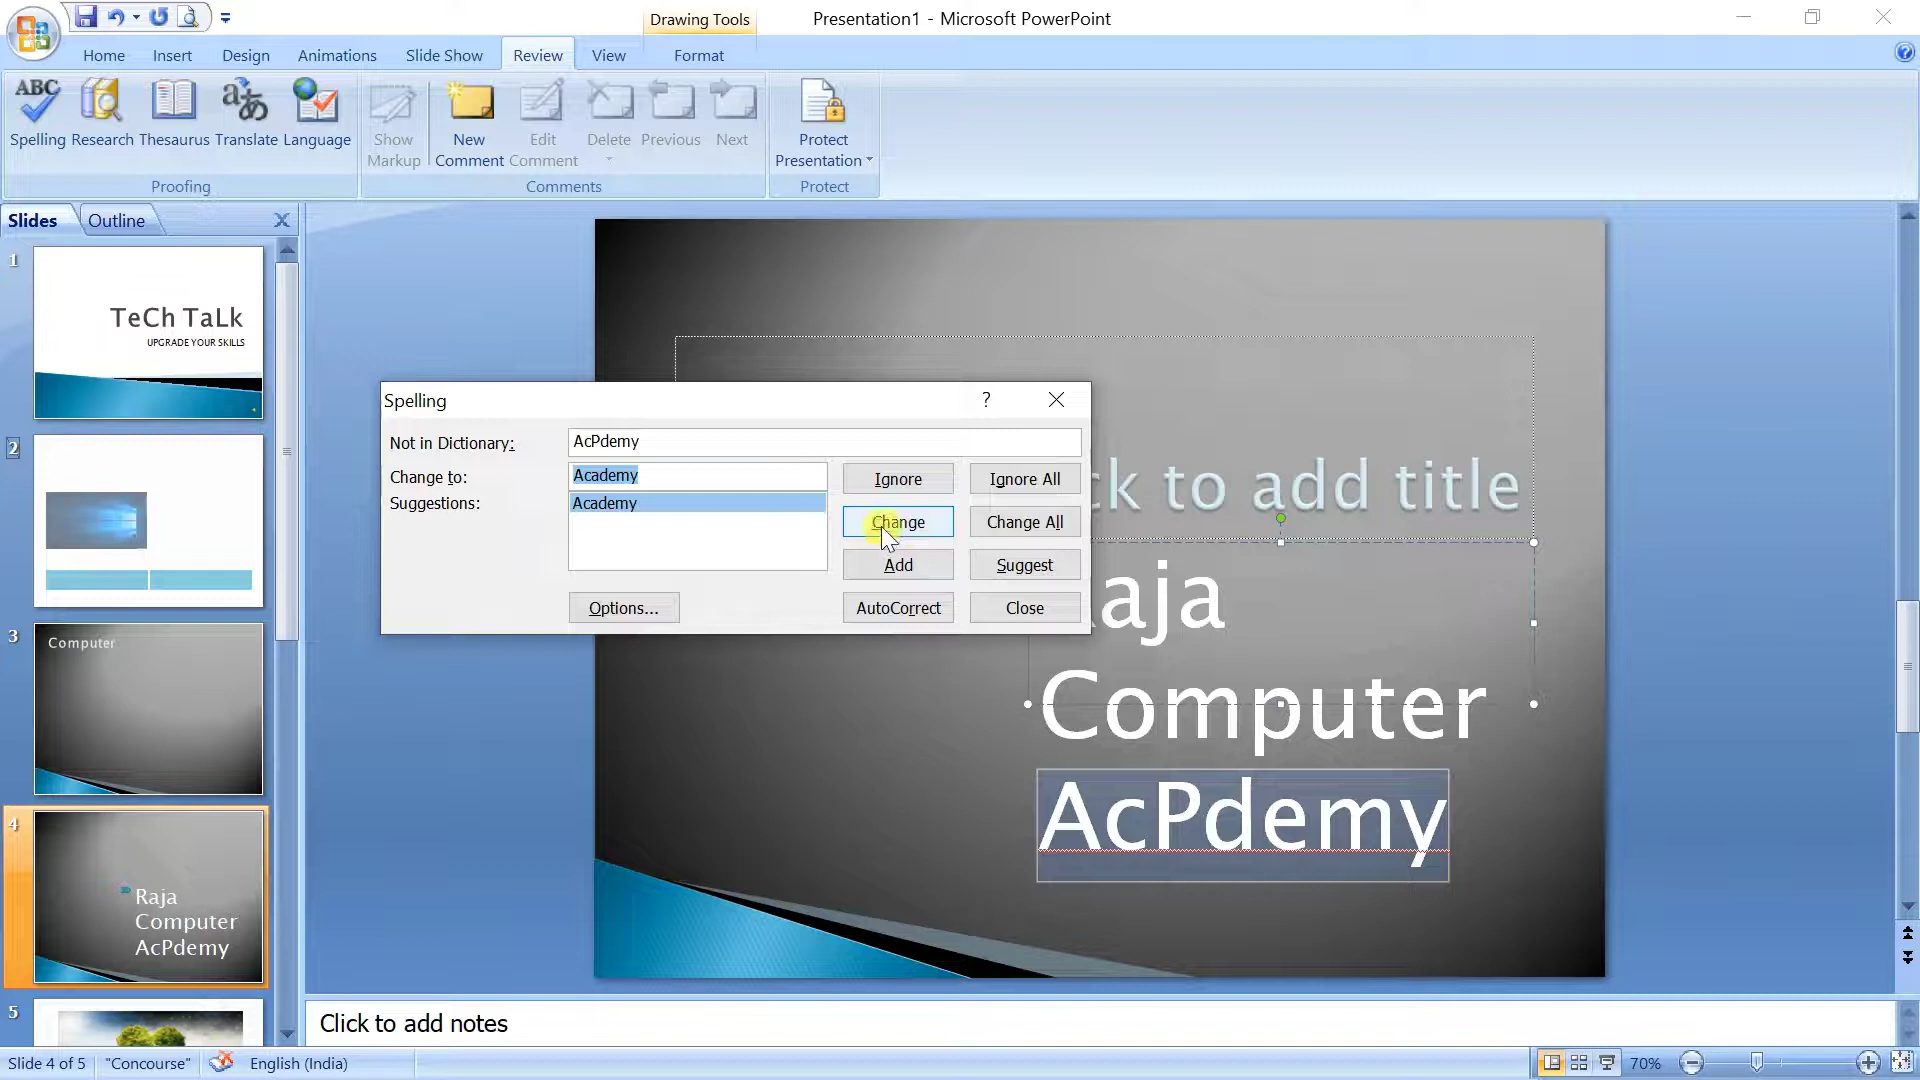 Drawing Tools
Presentation1 - Microsoft PowerPoint
Home Insert Design Animations Slide Show Review View Format
ABC
Spelling Research Thesaurus Translate Language
Show Markup
New Comment
Edit Comment
Delete Previous Next
Protect Presentation
Proofing Comments Protect
Slides Outline
1
TeCh TaLk
UPGRADE YOUR SKILLS
2
3
Computer
4
Raja
Computer
AcPdemy
5
Spelling
?
Not in Dictionary: AcPdemy
Change to: Academy
Suggestions: Academy
Ignore Ignore All
Change Change All
Add Suggest
Options... AutoCorrect Close
ck to add title
aja
Computer
AcPdemy
Click to add notes
Slide 4 of 5 "Concourse" English (India) 70%